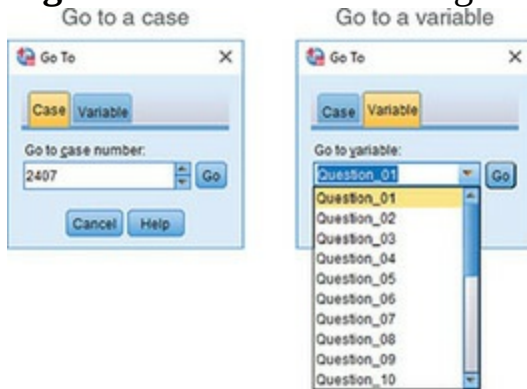 Go to a case
Go To
Case Variable
Go to case number:
2407
Go
Cancel Help
Go to a variable
Go To
Case Variable
Go to variable:
Question_01
Go
Question_01
Question_02
Question_03
Question_04
Question_05
Question_06
Question_07
Question_08
Question_09
Question_10